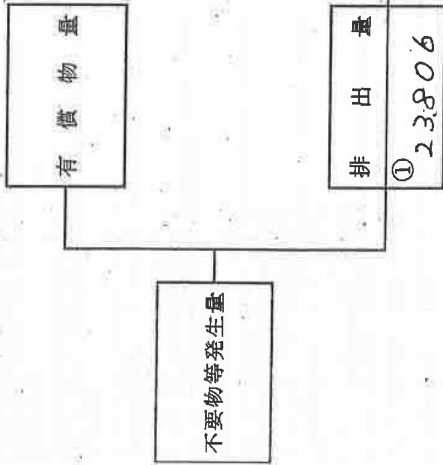 不要物等発生量
有償物量
排出量
①
23806